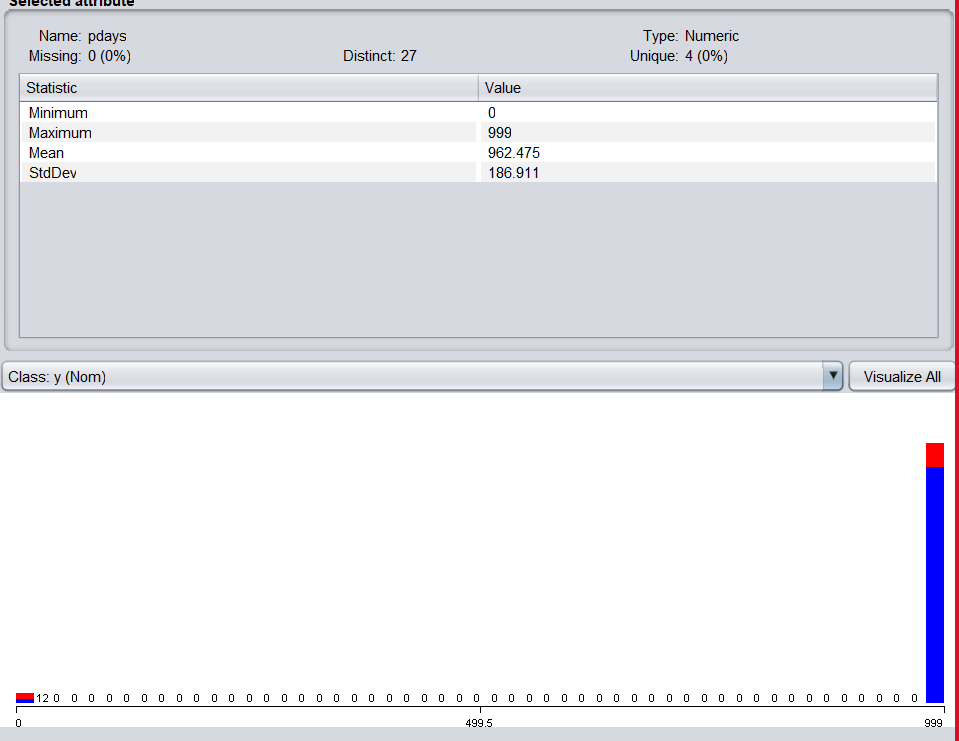 Selected attribute
Name: pdays Type: Numeric
Missing: 0 (0%) Distinct: 27 Unique: 4 (0%)
Statistic Value
Minimum 0
Maximum 999
Mean 962.475
StdDev 186.911
Class: y (Nom) Visualize All
12 0 0 0 0 0 0 0 0 0 0 0 0 0 0 0 0 0 0 0 0 0 0 0 0 0 0 0 0 0 0 0 0 0 0 0 0 0 0 0 0 0 0 0 0 0 0 0 0 0 0
0 499.5 999